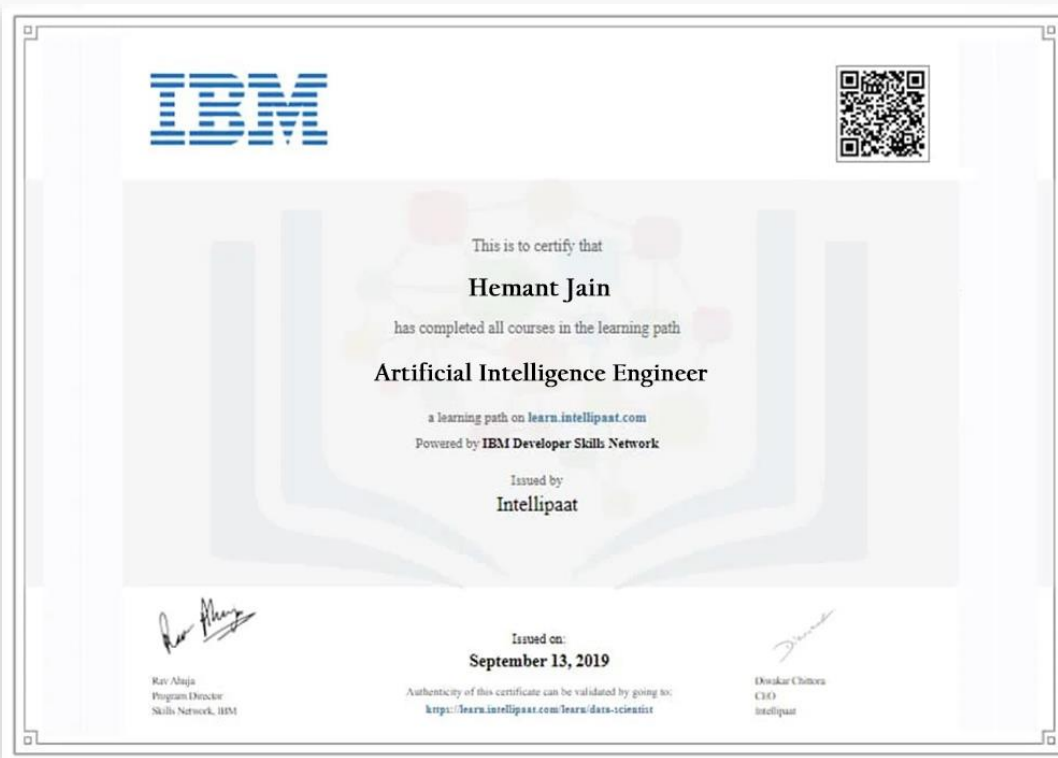 IBM
This is to certify that
Hemant Jain
has completed all courses in the learning path
Artificial Intelligence Engineer
a learning path on learn.intellipaat.com
Powered by IBM Developer Skills Network
Issued by
Intellipaat
Issued on:
September 13, 2019
Authenticity of this certificate can be validated by going to:
https://learn.intellipaat.com/learn/data-scientist
Rav Ahuja
Program Director
Skills Network, IBM
Diwakar Chittora
CEO
Intellipaat